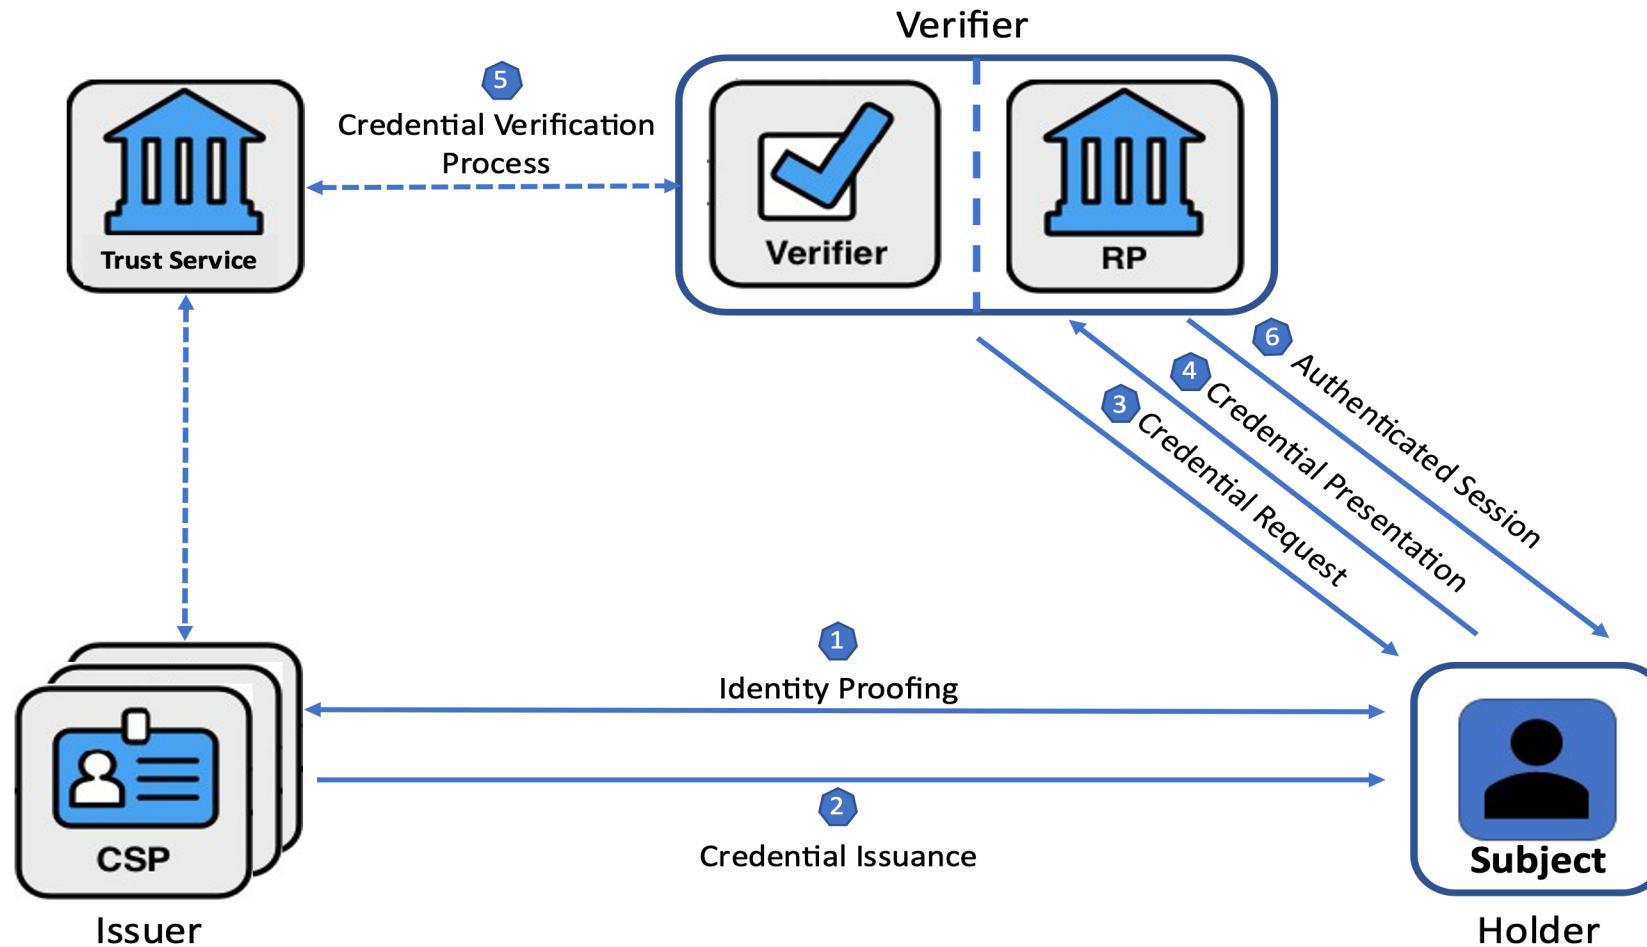 Verifier
5
Credential Verification
Process
Trust Service
Verifier
RP
6
Authenticated Session
4
Credential Presentation
3
Credential Request
1
Identity Proofing
2
Credential Issuance
CSP
Subject
Issuer
Holder